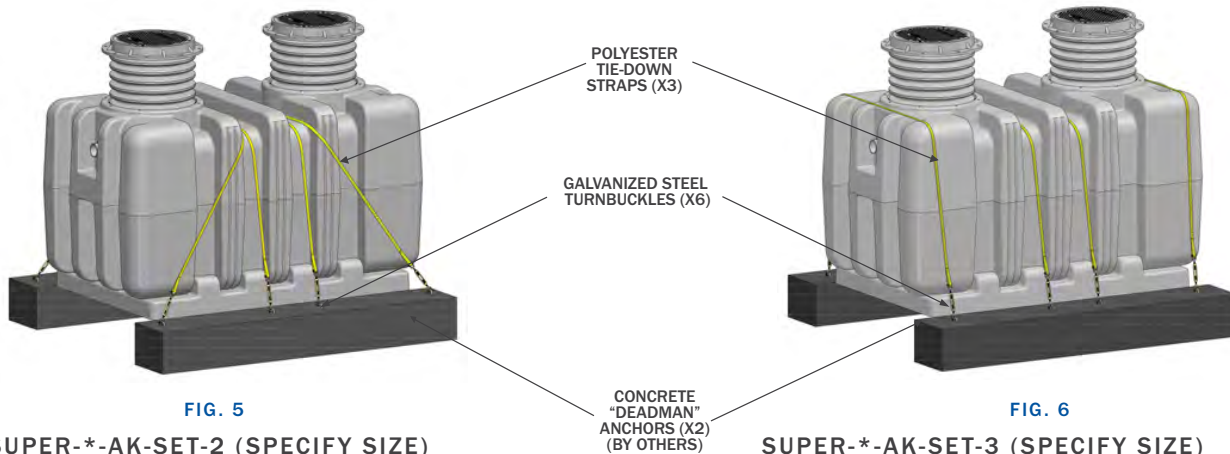 POLYESTER
TIE-DOWN
STRAPS (X3)
GALVANIZED STEEL
TURNBUCKLES (X6)
CONCRETE
“DEADMAN”
ANCHORS (X2)
(BY OTHERS)
FIG. 5
SUPER-*-AK-SET-2 (SPECIFY SIZE)
FIG. 6
SUPER-*-AK-SET-3 (SPECIFY SIZE)